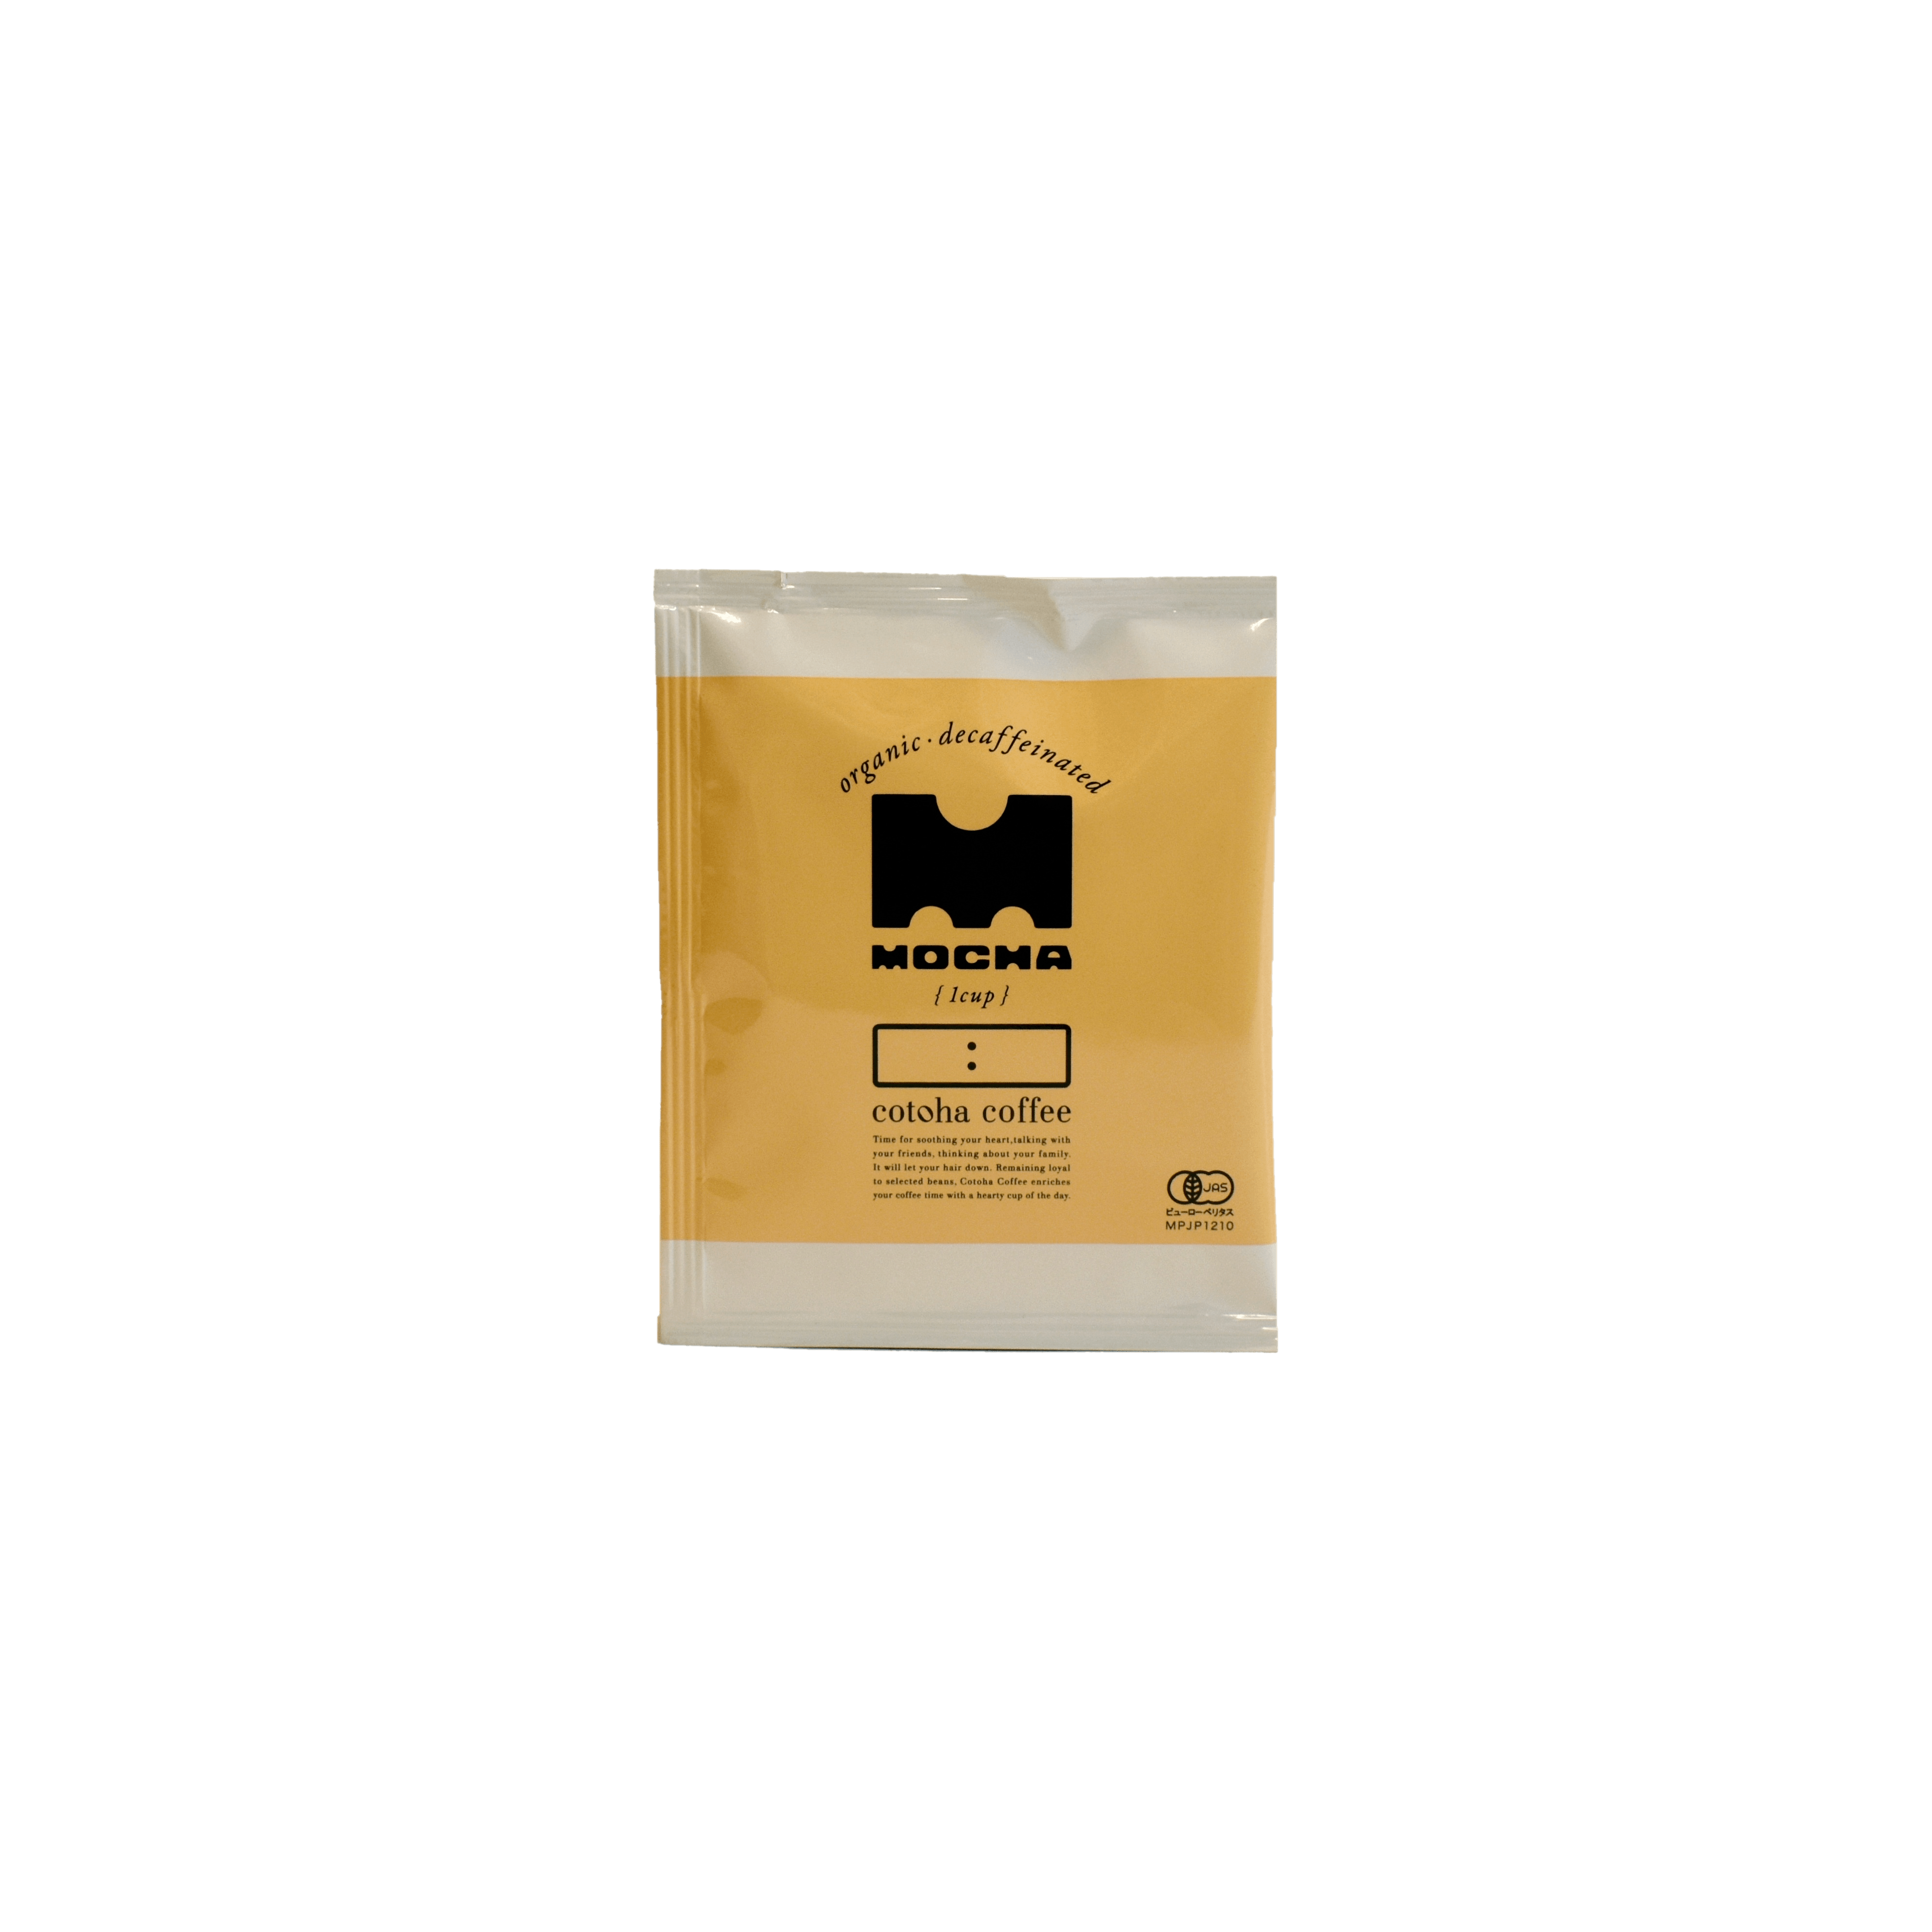 organic · decaffeinated
M
MOCHA
{ 1cup }
:
cotoha coffee
Time for soothing your heart,talking with
your friends, thinking about your family.
It will let your hair down. Remaining loyal
to selected beans, Cotoha Coffee enriches
your coffee time with a hearty cup of the day.
JAS
ビューローベリタス
MPJP1210